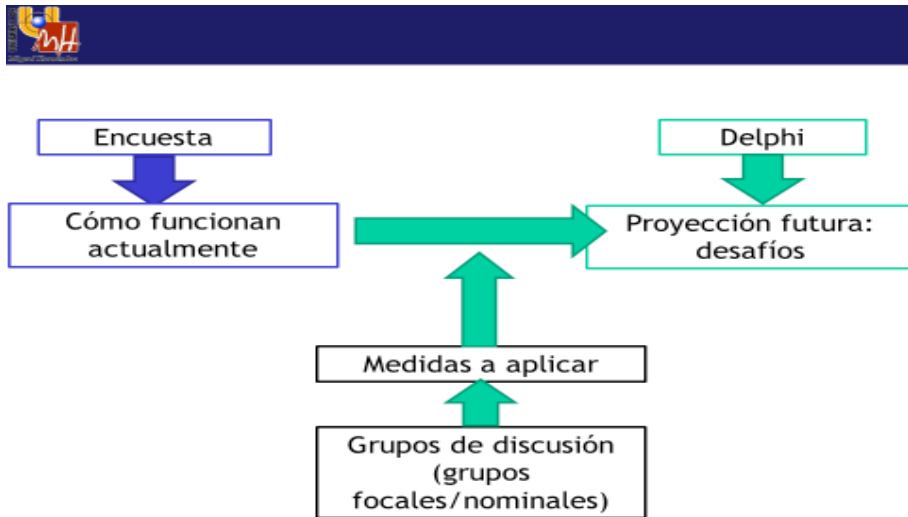 Encuesta
Delphi
Cómo funcionan
actualmente
Proyección futura:
desafíos
Medidas a aplicar
Grupos de discusión
(grupos
focales/nominales)